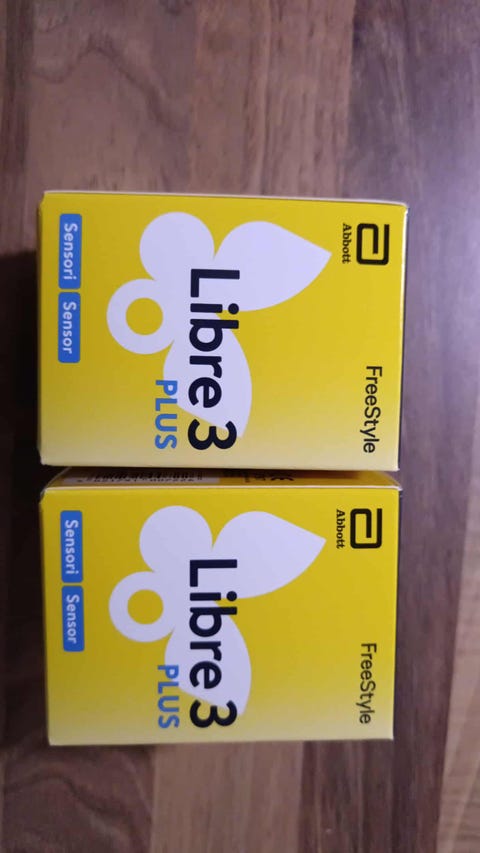 Abbott
FreeStyle
Libre 3
PLUS
Sensori Sensor
Abbott
FreeStyle
Libre 3
PLUS
Sensori Sensor